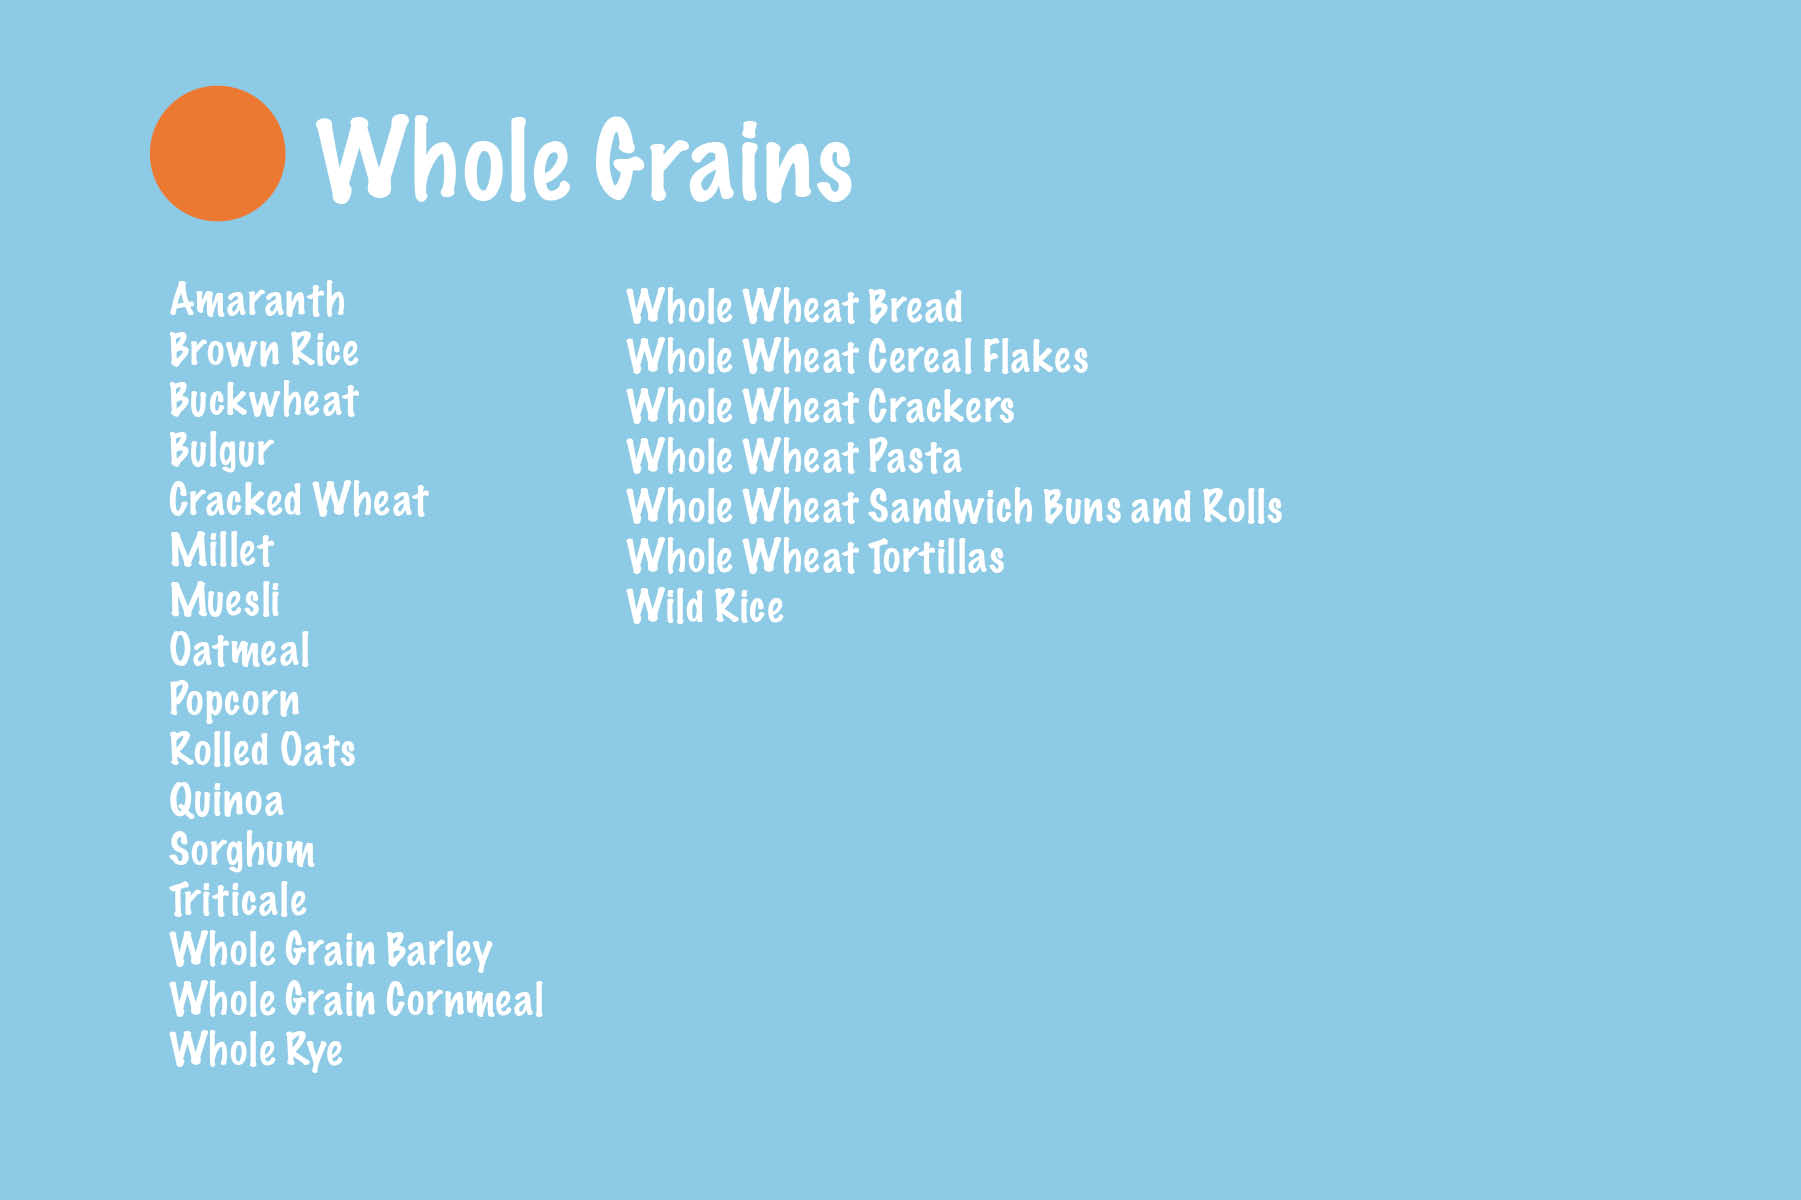 Whole Grains
Amaranth
Brown Rice
Buckwheat
Bulgur
Cracked Wheat
Millet
Muesli
Oatmeal
Popcorn
Rolled Oats
Quinoa
Sorghum
Triticale
Whole Grain Barley
Whole Grain Cornmeal
Whole Rye
Whole Wheat Bread
Whole Wheat Cereal Flakes
Whole Wheat Crackers
Whole Wheat Pasta
Whole Wheat Sandwich Buns and Rolls
Whole Wheat Tortillas
Wild Rice